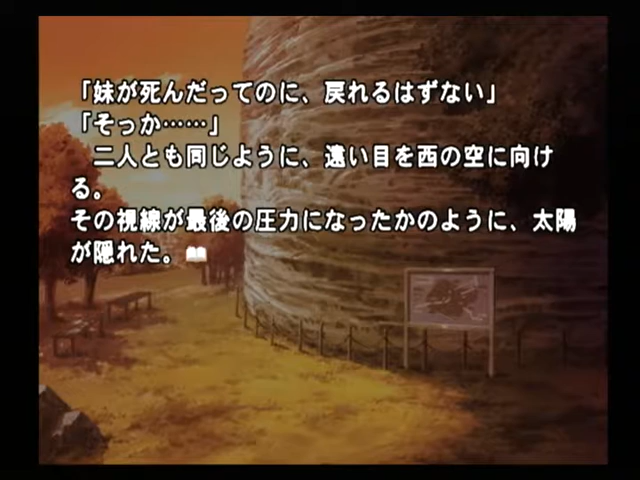 「妹が死んだってのに、戻れるはずない」
「そっか……」
　二人とも同じように、遠い目を西の空に向け
る。
その視線が最後の圧力になったかのように、太陽
が隠れた。